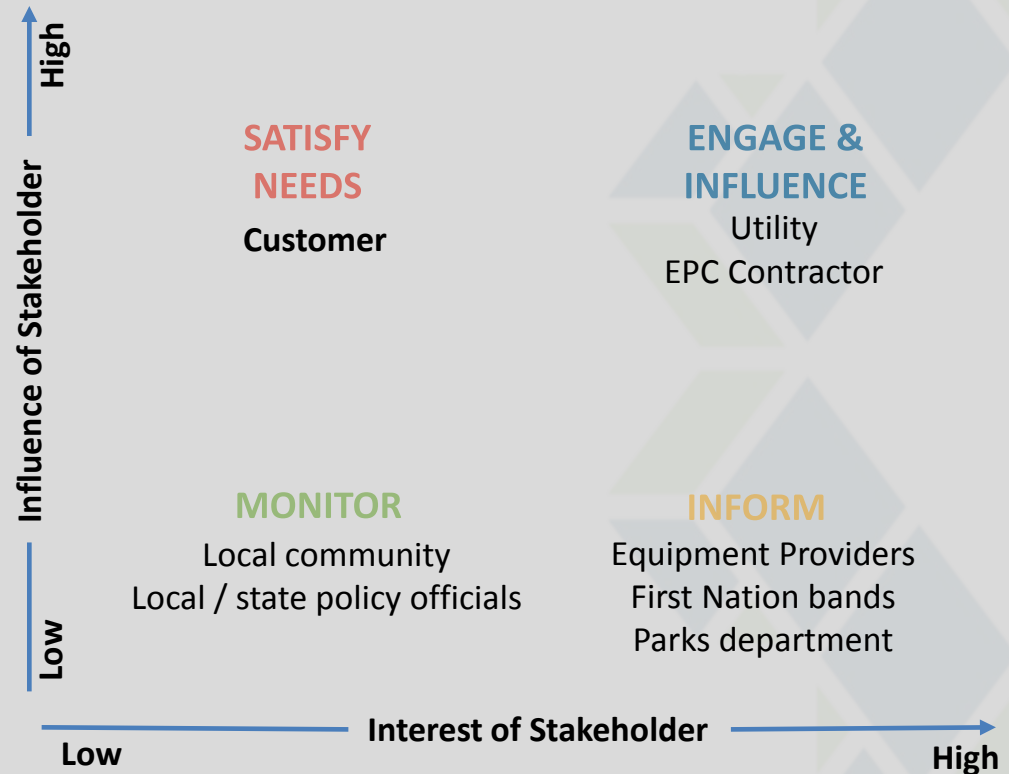 High
Influence of Stakeholder
Low
SATISFY
NEEDS
Customer
ENGAGE &
INFLUENCE
Utility
EPC Contractor
MONITOR
Local community
Local / state policy officials
INFORM
Equipment Providers
First Nation bands
Parks department
Low
Interest of Stakeholder
High